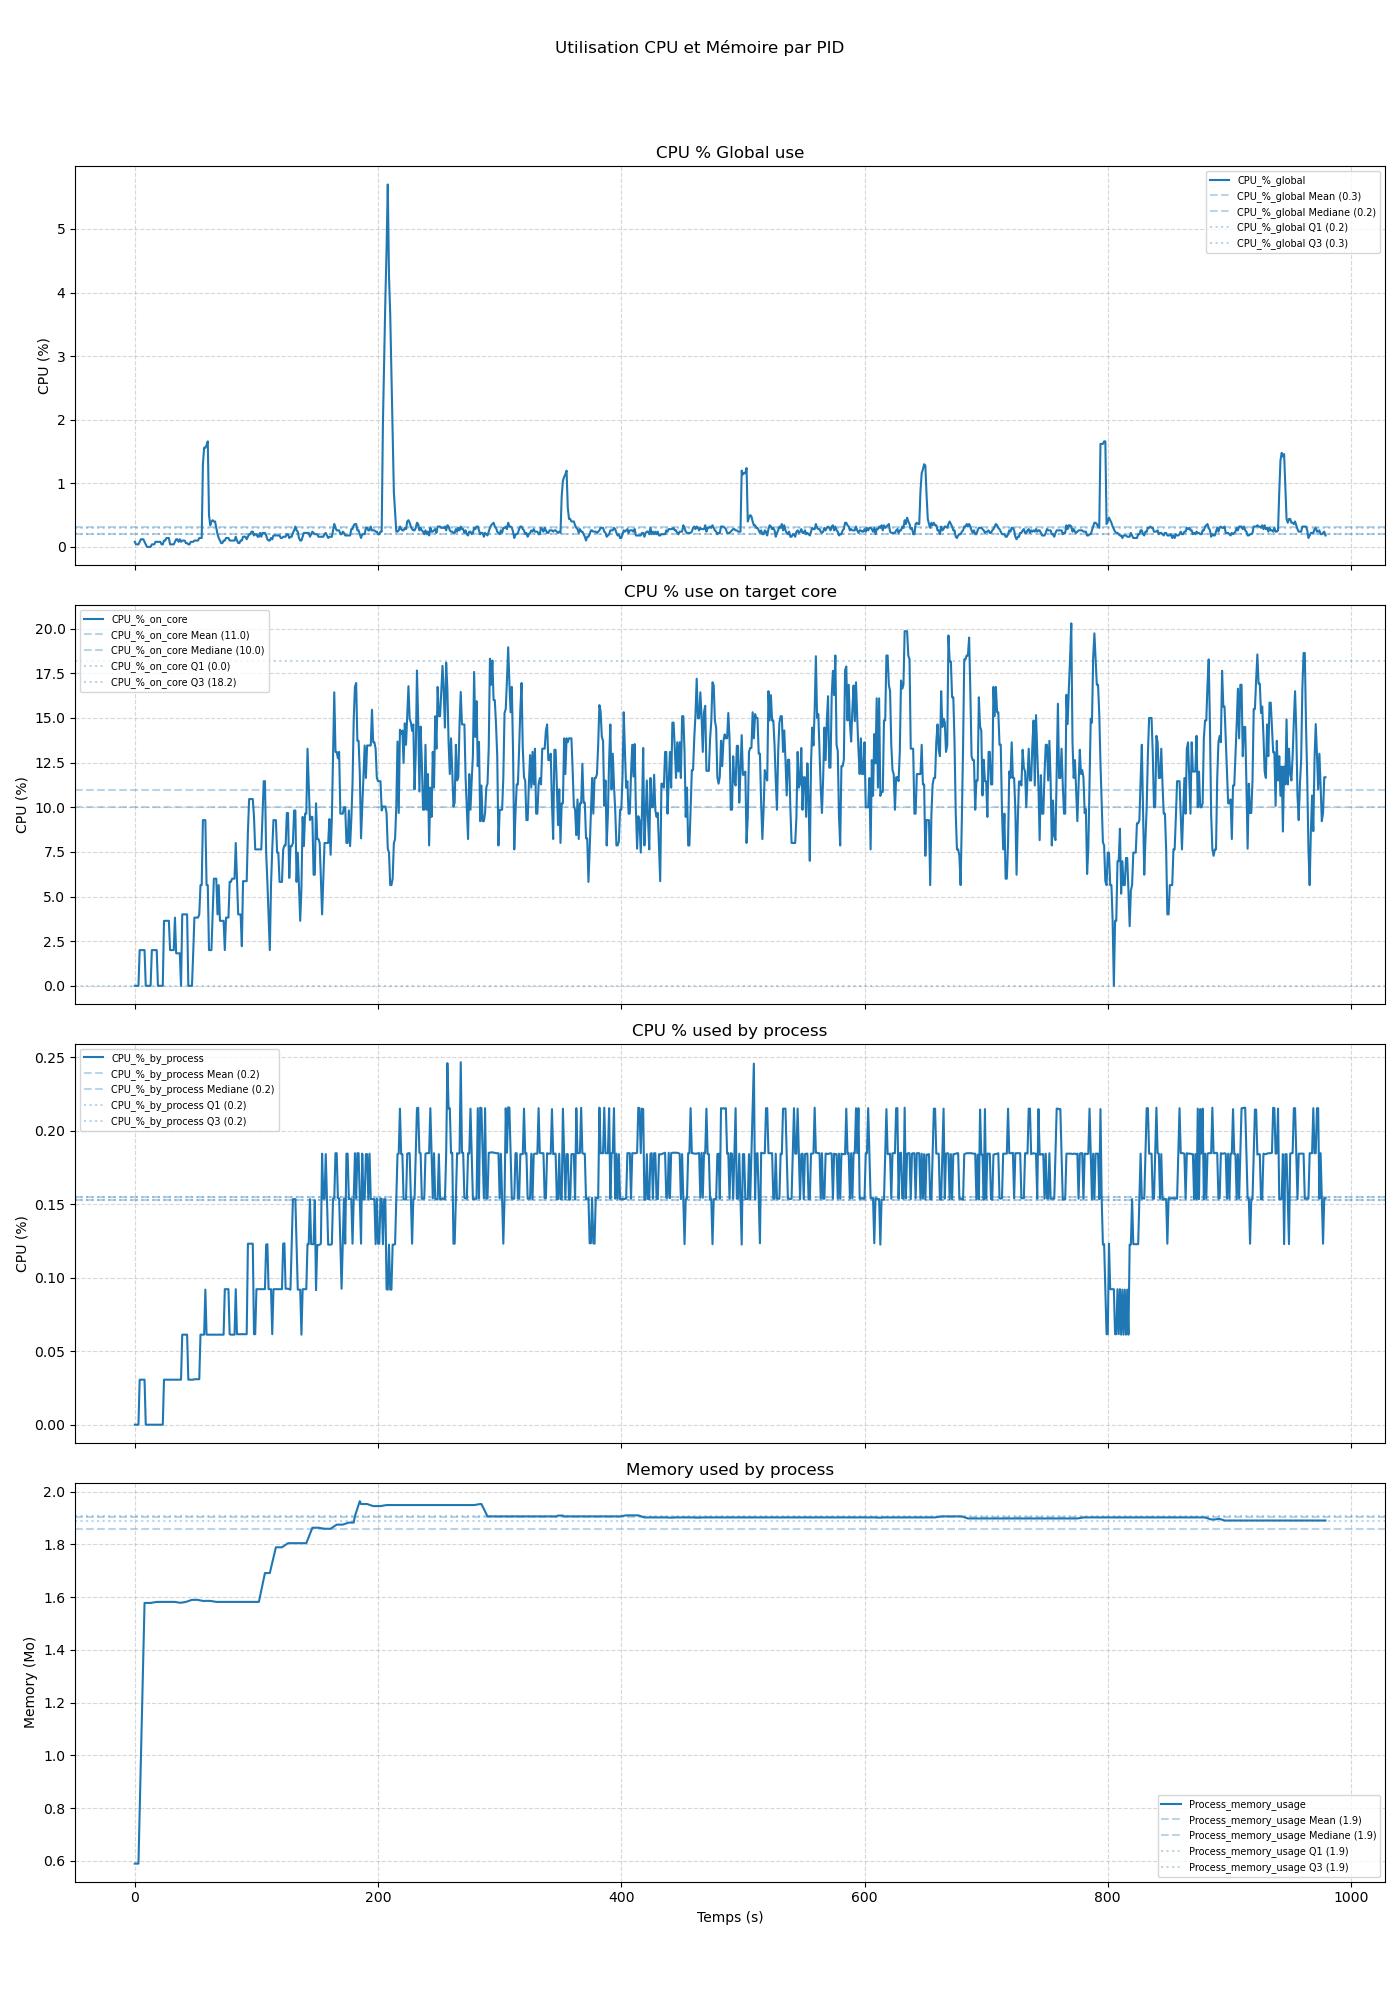 Utilisation CPU et Mémoire par PID
CPU % Global use
CPU (%)
5
4
3
2
1
0
CPU_%_global
CPU_%_global Mean (0.3)
CPU_%_global Mediane (0.2)
CPU_%_global Q1 (0.2)
CPU_%_global Q3 (0.3)
CPU % use on target core
CPU (%)
20.0
17.5
15.0
12.5
10.0
7.5
5.0
2.5
0.0
CPU_%_on_core
CPU_%_on_core Mean (11.0)
CPU_%_on_core Mediane (10.0)
CPU_%_on_core Q1 (0.0)
CPU_%_on_core Q3 (18.2)
CPU % used by process
CPU (%)
0.25
0.20
0.15
0.10
0.05
0.00
CPU_%_by_process
CPU_%_by_process Mean (0.2)
CPU_%_by_process Mediane (0.2)
CPU_%_by_process Q1 (0.2)
CPU_%_by_process Q3 (0.2)
Memory used by process
Memory (Mo)
2.0
1.8
1.6
1.4
1.2
1.0
0.8
0.6
Process_memory_usage
Process_memory_usage Mean (1.9)
Process_memory_usage Mediane (1.9)
Process_memory_usage Q1 (1.9)
Process_memory_usage Q3 (1.9)
0 200 400 600 800 1000
Temps (s)